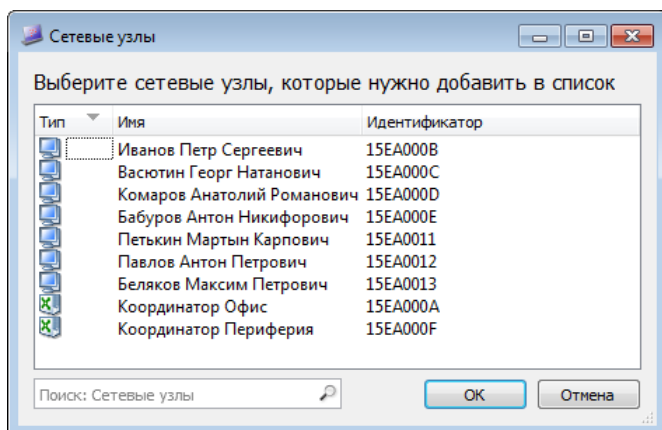 Сетевые узлы
Выберите сетевые узлы, которые нужно добавить в список
Тип Имя Идентификатор
Иванов Петр Сергеевич 15EA000B
Васютин Георг Натанович 15EA000C
Комаров Анатолий Романович 15EA000D
Бабуров Антон Никифорович 15EA000E
Петькин Мартын Карпович 15EA0011
Павлов Антон Петрович 15EA0012
Беляков Максим Петрович 15EA0013
Координатор Офис 15EA000A
Координатор Периферия 15EA000F
Поиск: Сетевые узлы ОК Отмена